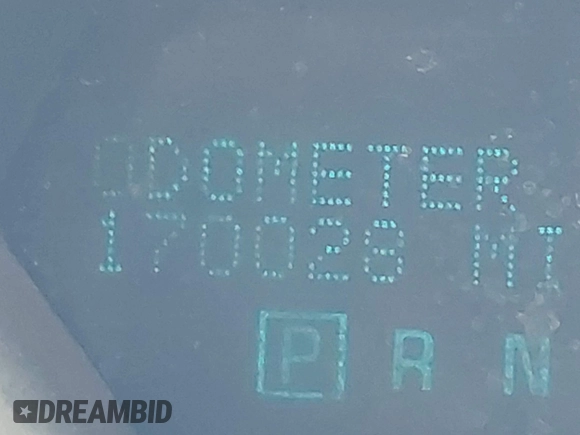 ODOMETER
170028 MI
P R N
DREAMBID